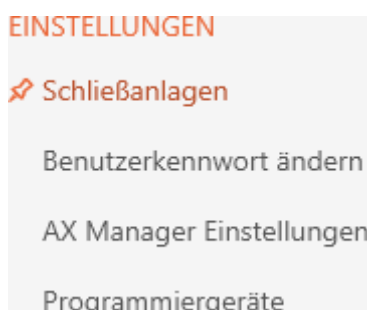 EINSTELLUNGEN
Schließanlagen
Benutzerkennwort ändern
AX Manager Einstellungen
Programmiergeräte